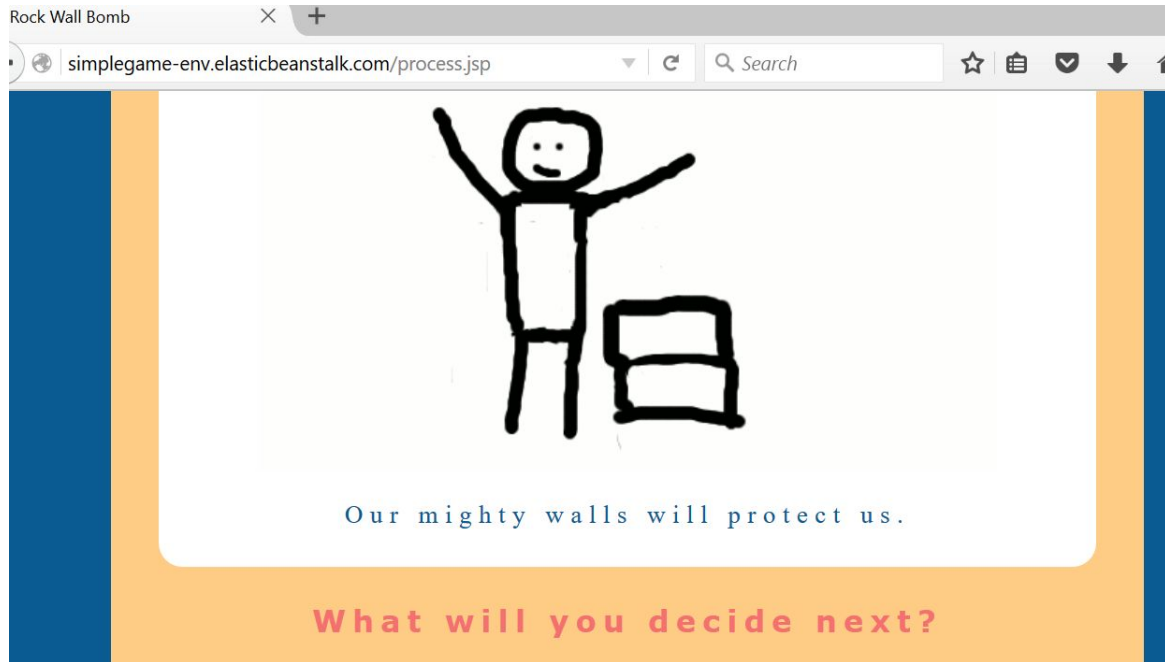 Rock Wall Bomb
simplegame-env.elasticbeanstalk.com/process.jsp
Search
Our mighty walls will protect us.
What will you decide next?